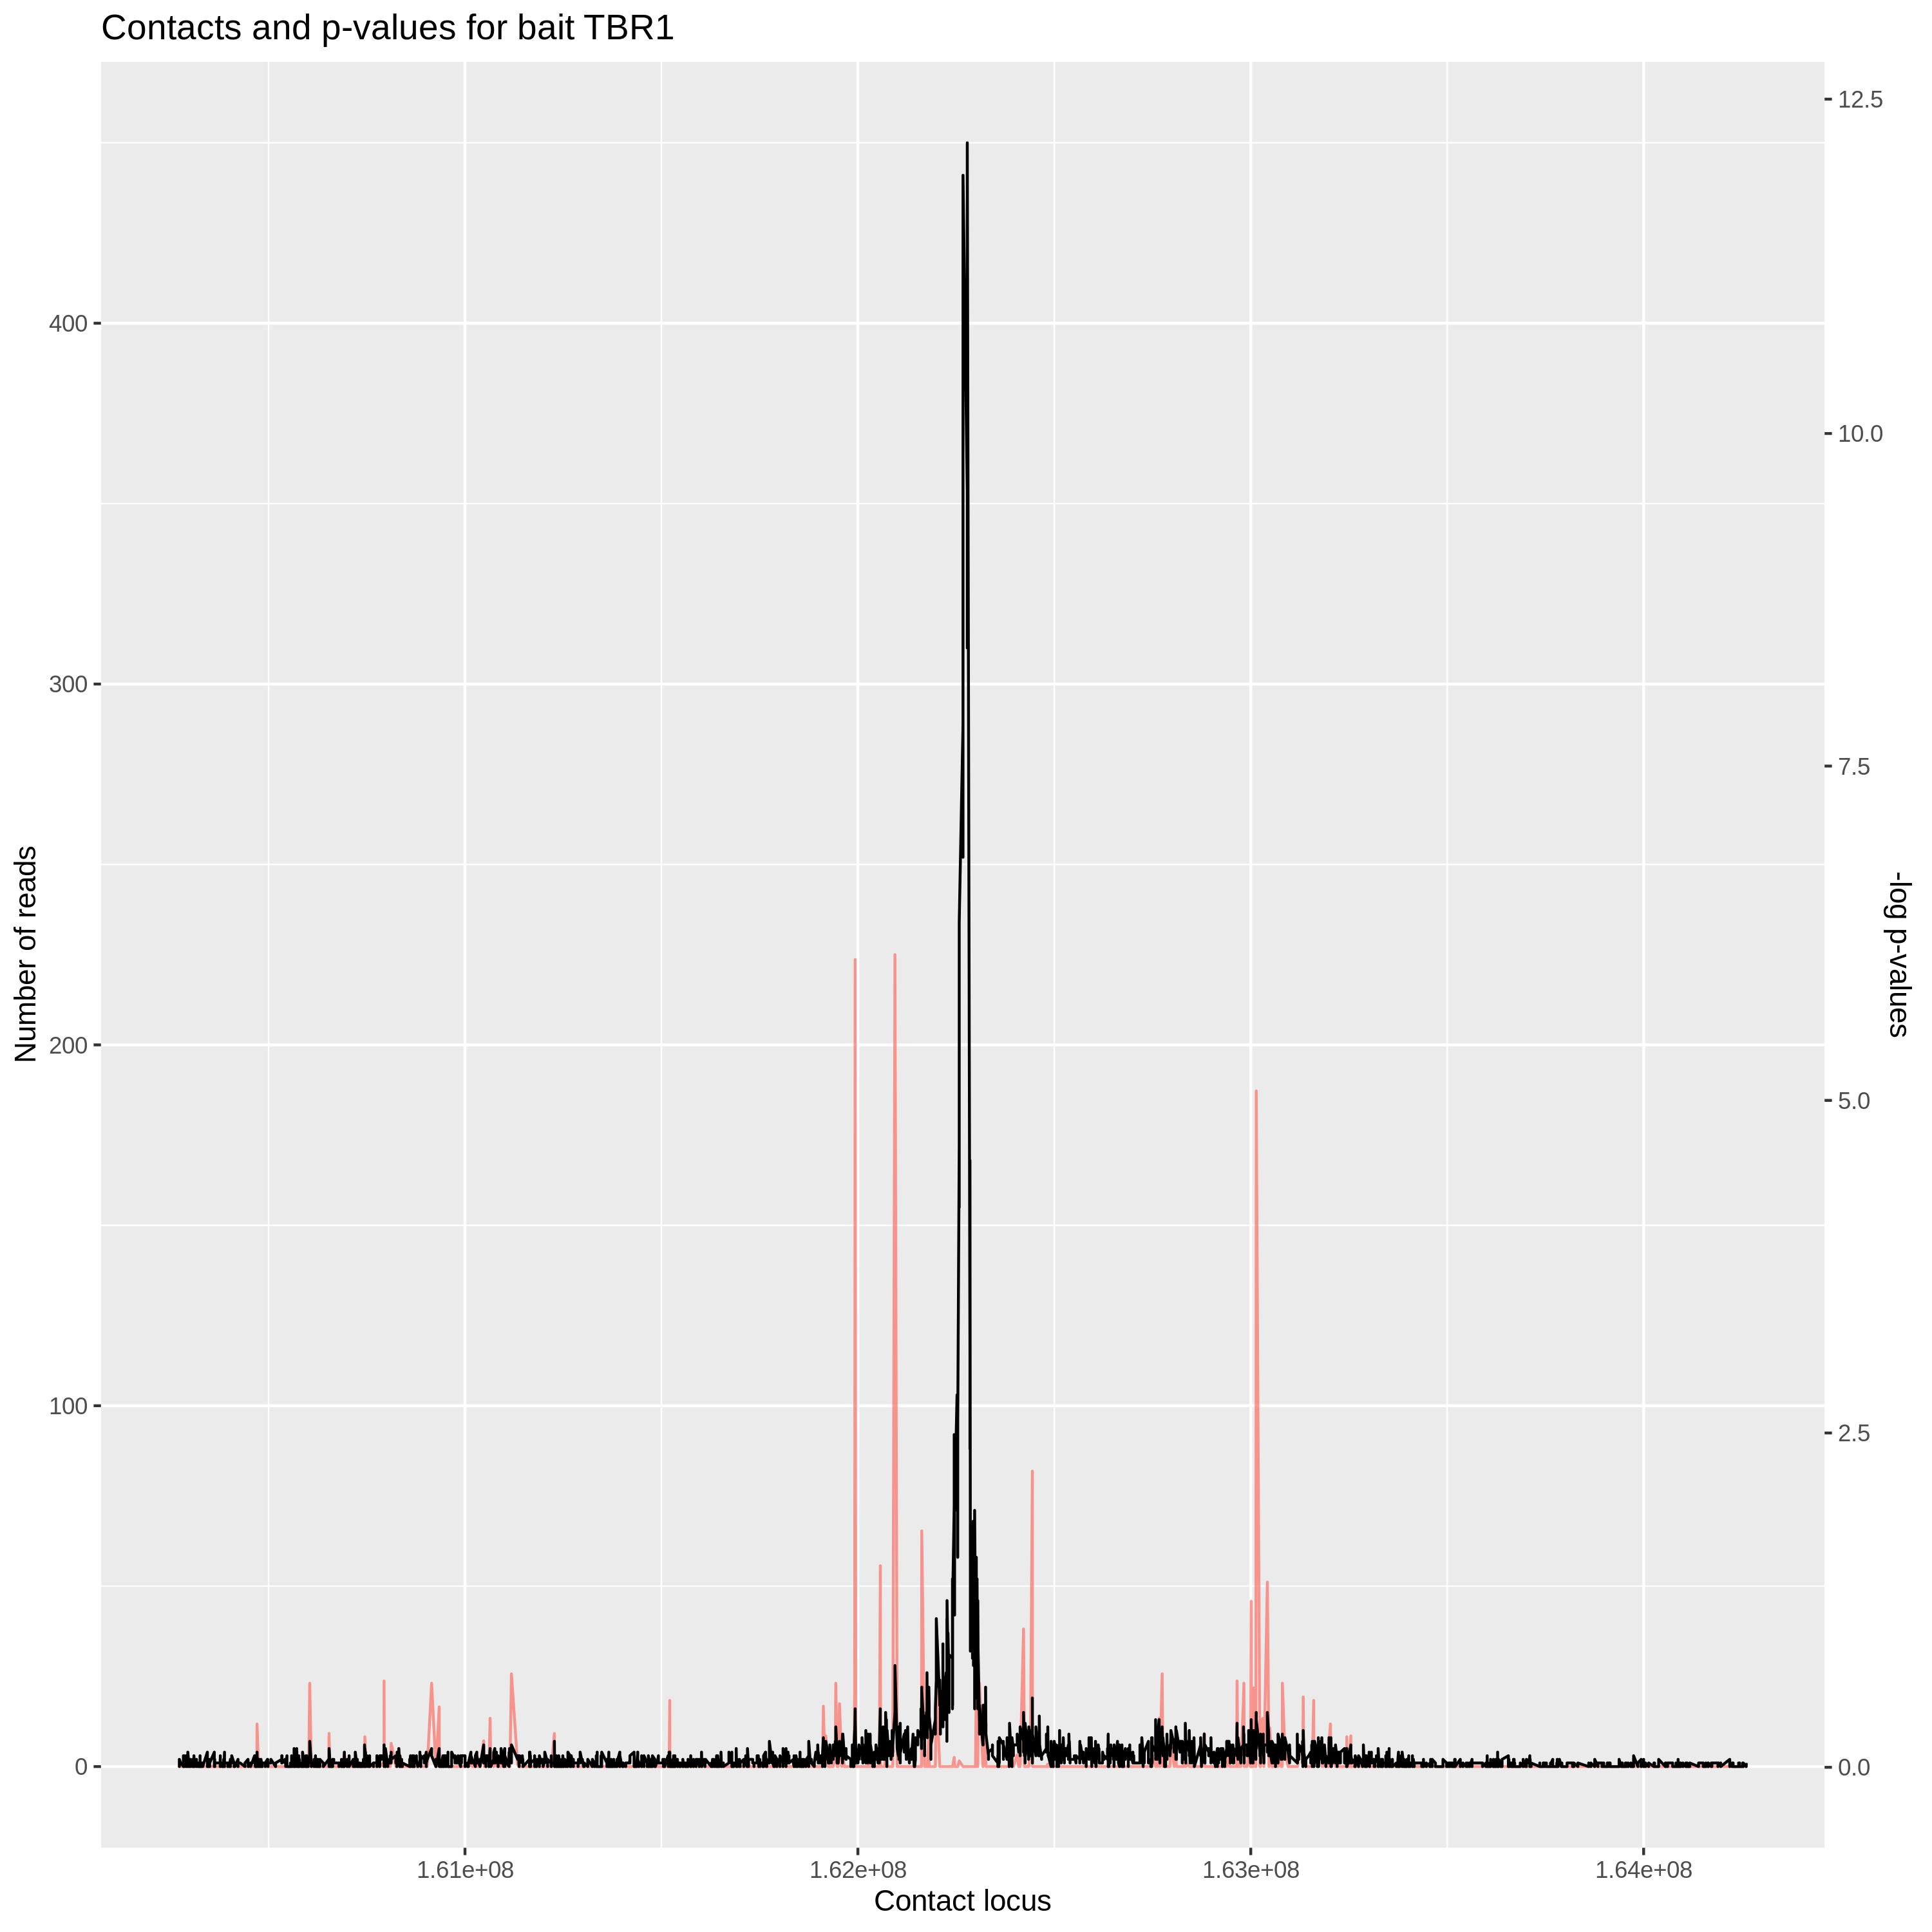 Contacts and p-values for bait TBR1
12.5
400
10.0
300
7.5
Number of reads
-log p-values
200
5.0
100
2.5
0
0.0
1.61e+08
1.62e+08
1.63e+08
1.64e+08
Contact locus